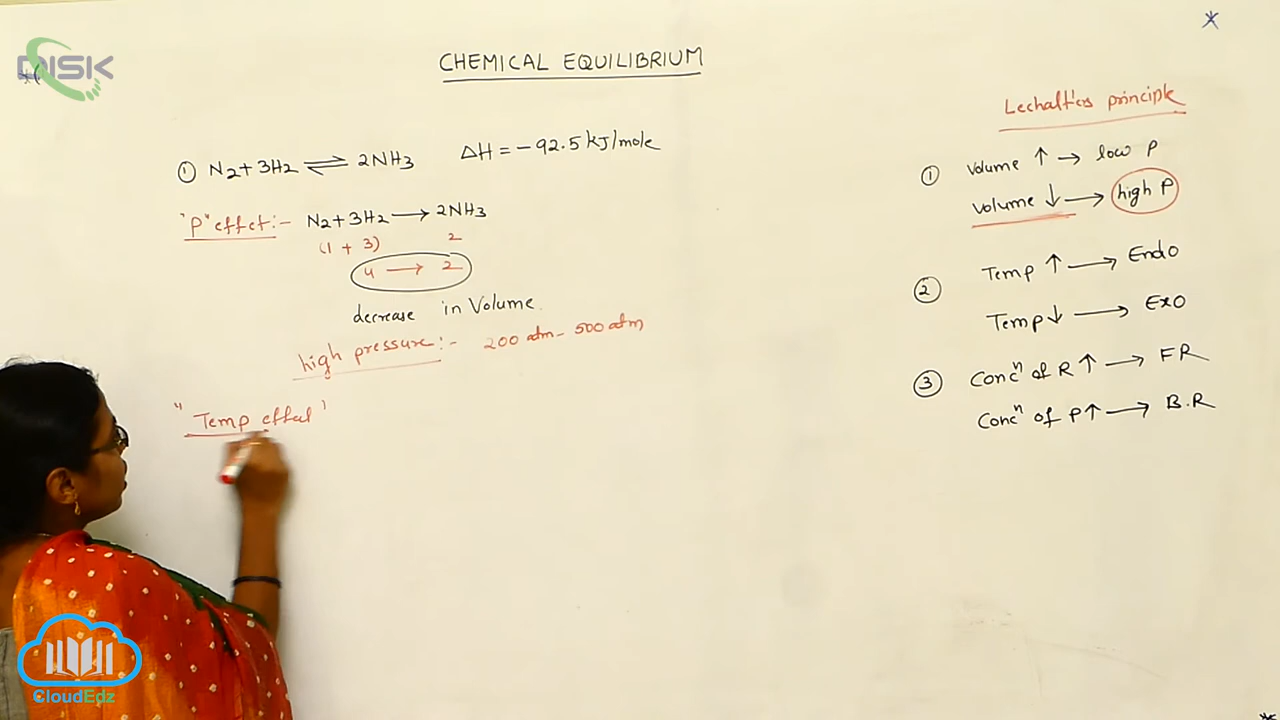 DISK
CHEMICAL EQUILIBRIUM
① N2+3H2 ⇌ 2NH3 ΔH = -92.5 kJ/mole
"P" effet:- N2+3H2 → 2NH3
(1 + 3) 2
4 → 2
decrease in Volume.
high pressure:- 200 atm - 500 atm
"Temp effect'
Lechaltier's principle
① Volume ↑ → low P
Volume ↓ → high P
② Temp ↑ → Endo
Temp ↓ → Exo
③ Concⁿ of R ↑ → FR
Concⁿ of P ↑ → B.R
CloudEdz